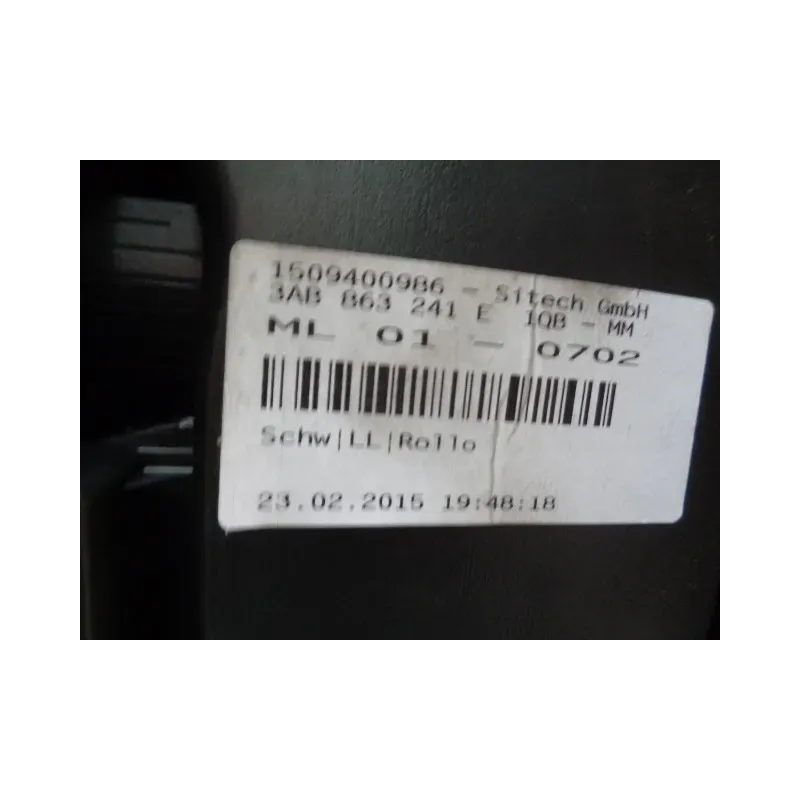 1509400986 - Sitech GmbH
3AB 863 241 E 1QB - MM
ML 01 - 0702
Schw|LL|Rollo
23.02.2015 19:48:18